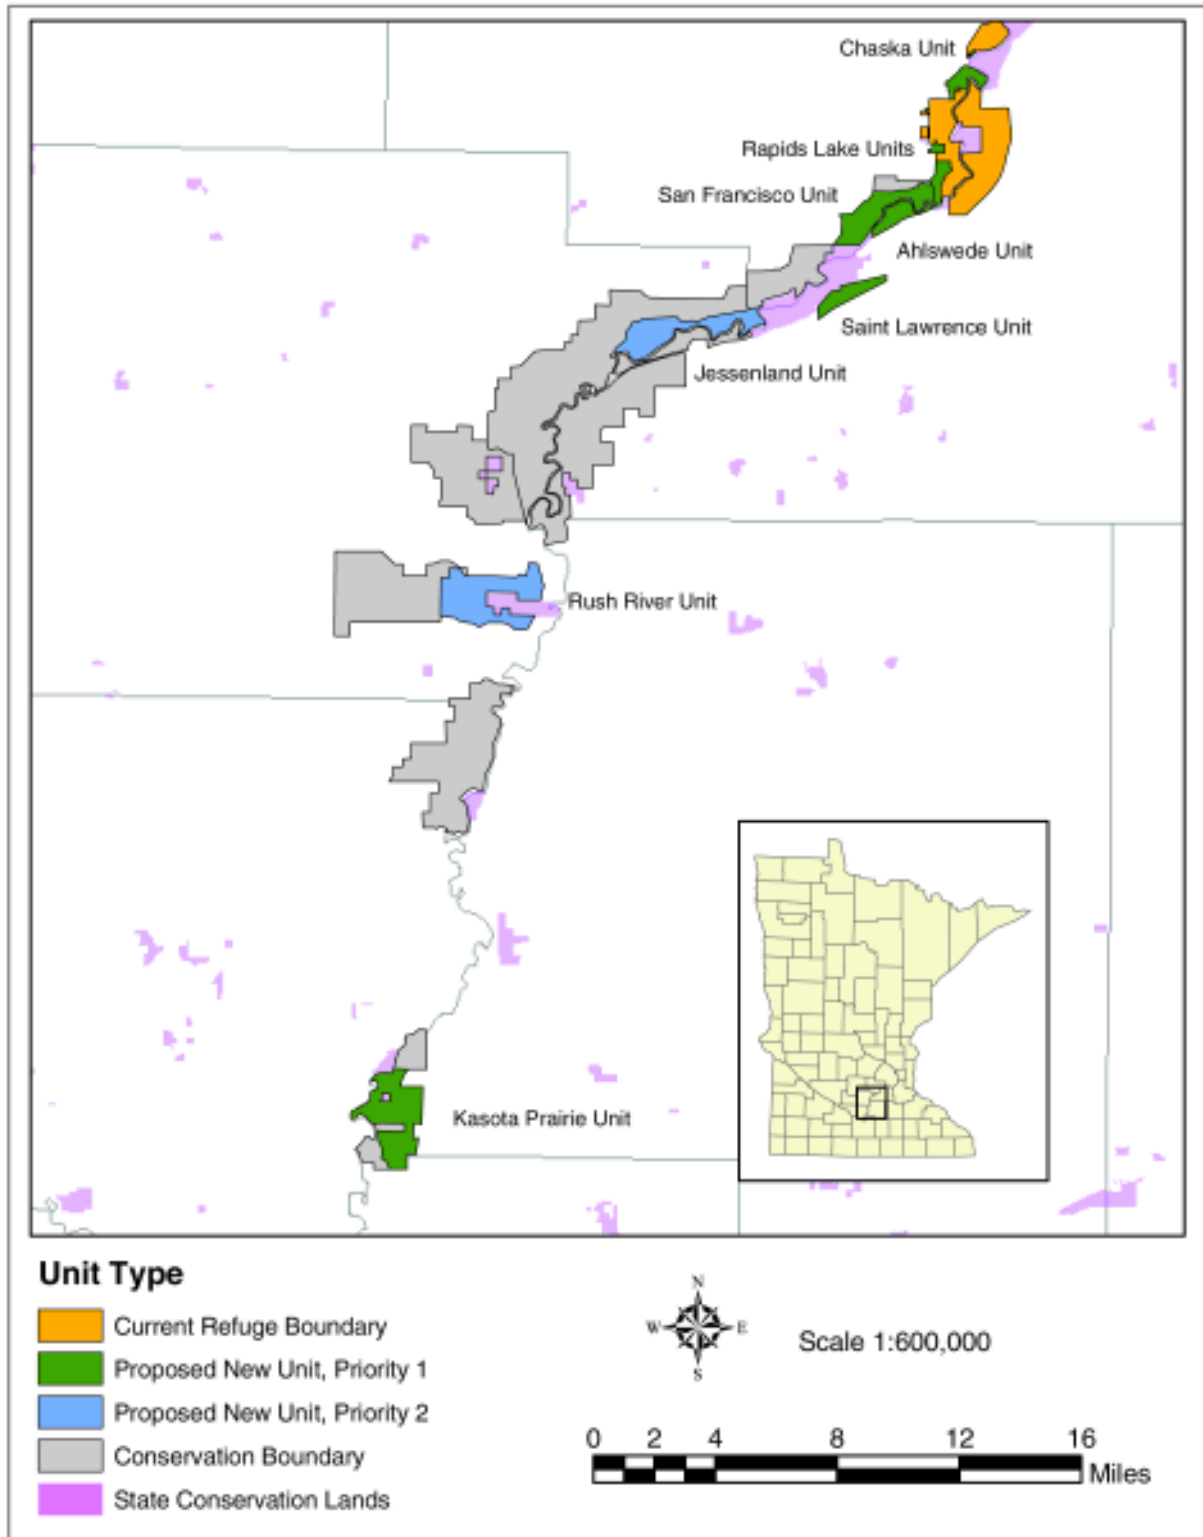 Chaska Unit
Rapids Lake Units
San Francisco Unit
Ahlswede Unit
Saint Lawrence Unit
Jessenland Unit
Rush River Unit
Kasota Prairie Unit
Unit Type
Current Refuge Boundary
Proposed New Unit, Priority 1
Proposed New Unit, Priority 2
Conservation Boundary
State Conservation Lands
N
W E
S
Scale 1:600,000
0 2 4 8 12 16
Miles